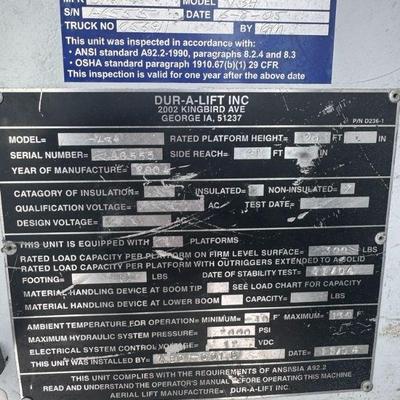 MFR MODEL
S/N DATE
TRUCK NO BY
This unit was inspected in accordance with:
• ANSI standard A92.2-1990, paragraphs 8.2.4 and 8.3
• OSHA standard paragraph 1910.67(b)(1) 29 CFR
This inspection is valid for one year after the above date
DUR-A-LIFT INC
2002 KINGBIRD AVE
GEORGE IA, 51237
P/N D236-1
MODEL= RATED PLATFORM HEIGHT= FT IN
SERIAL NUMBER= SIDE REACH= FT IN
YEAR OF MANUFACTURE= 2004
CATAGORY OF INSULATION INSULATED= NON-INSULATED=
QUALIFICATION VOLTAGE= AC TEST DATE=
DESIGN VOLTAGE=
THIS UNIT IS EQUIPPED WITH PLATFORMS
RATED LOAD CAPACITY PER PLATFORM ON FIRM LEVEL SURFACE= 300 LBS
RATED LOAD CAPACITY PER PLATFORM WITH OUTRIGGERS EXTENDED TO A SOLID
FOOTING= LBS DATE OF STABILITY TEST=
MATERIAL HANDLING DEVICE AT BOOM TIP SEE LOAD CHART FOR CAPACITY
MATERIAL HANDLING DEVICE AT LOWER BOOM CAPACITY= LBS
AMBIENT TEMPERATURE FOR OPERATION= MINIMUM= F° MAXIMUM= F°
MAXIMUM HYDRAULIC SYSTEM PRESSURE= PSI
ELECTRICAL SYSTEM CONTROL VOLTAGE= VDC
THIS UNIT WAS INSTALLED BY DATE=
THIS UNIT COMPLIES WITH THE REQUIREMENTS OF ANSI/SIA A92.2
READ AND UNDERSTAND THE OPERATOR'S MANUAL BEFORE OPERATING THIS MACHINE
AERIAL LIFT MANUFACTURER= DUR-A-LIFT, INC.